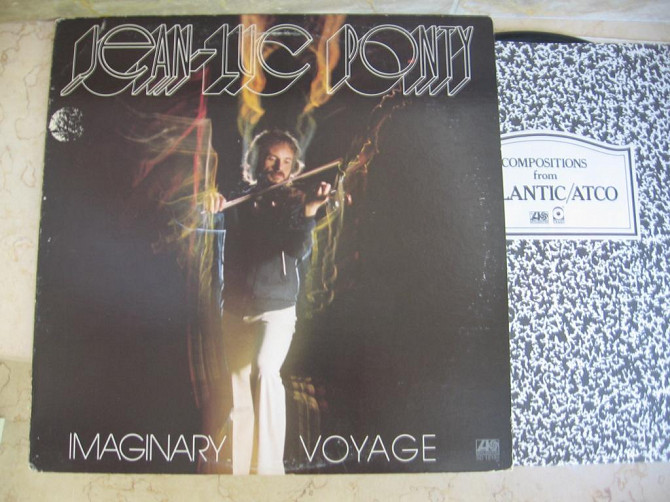 JEAN-LUC PONTY
COMPOSITIONS
from
LANTIC/ATCO
IMAGINARY VOYAGE